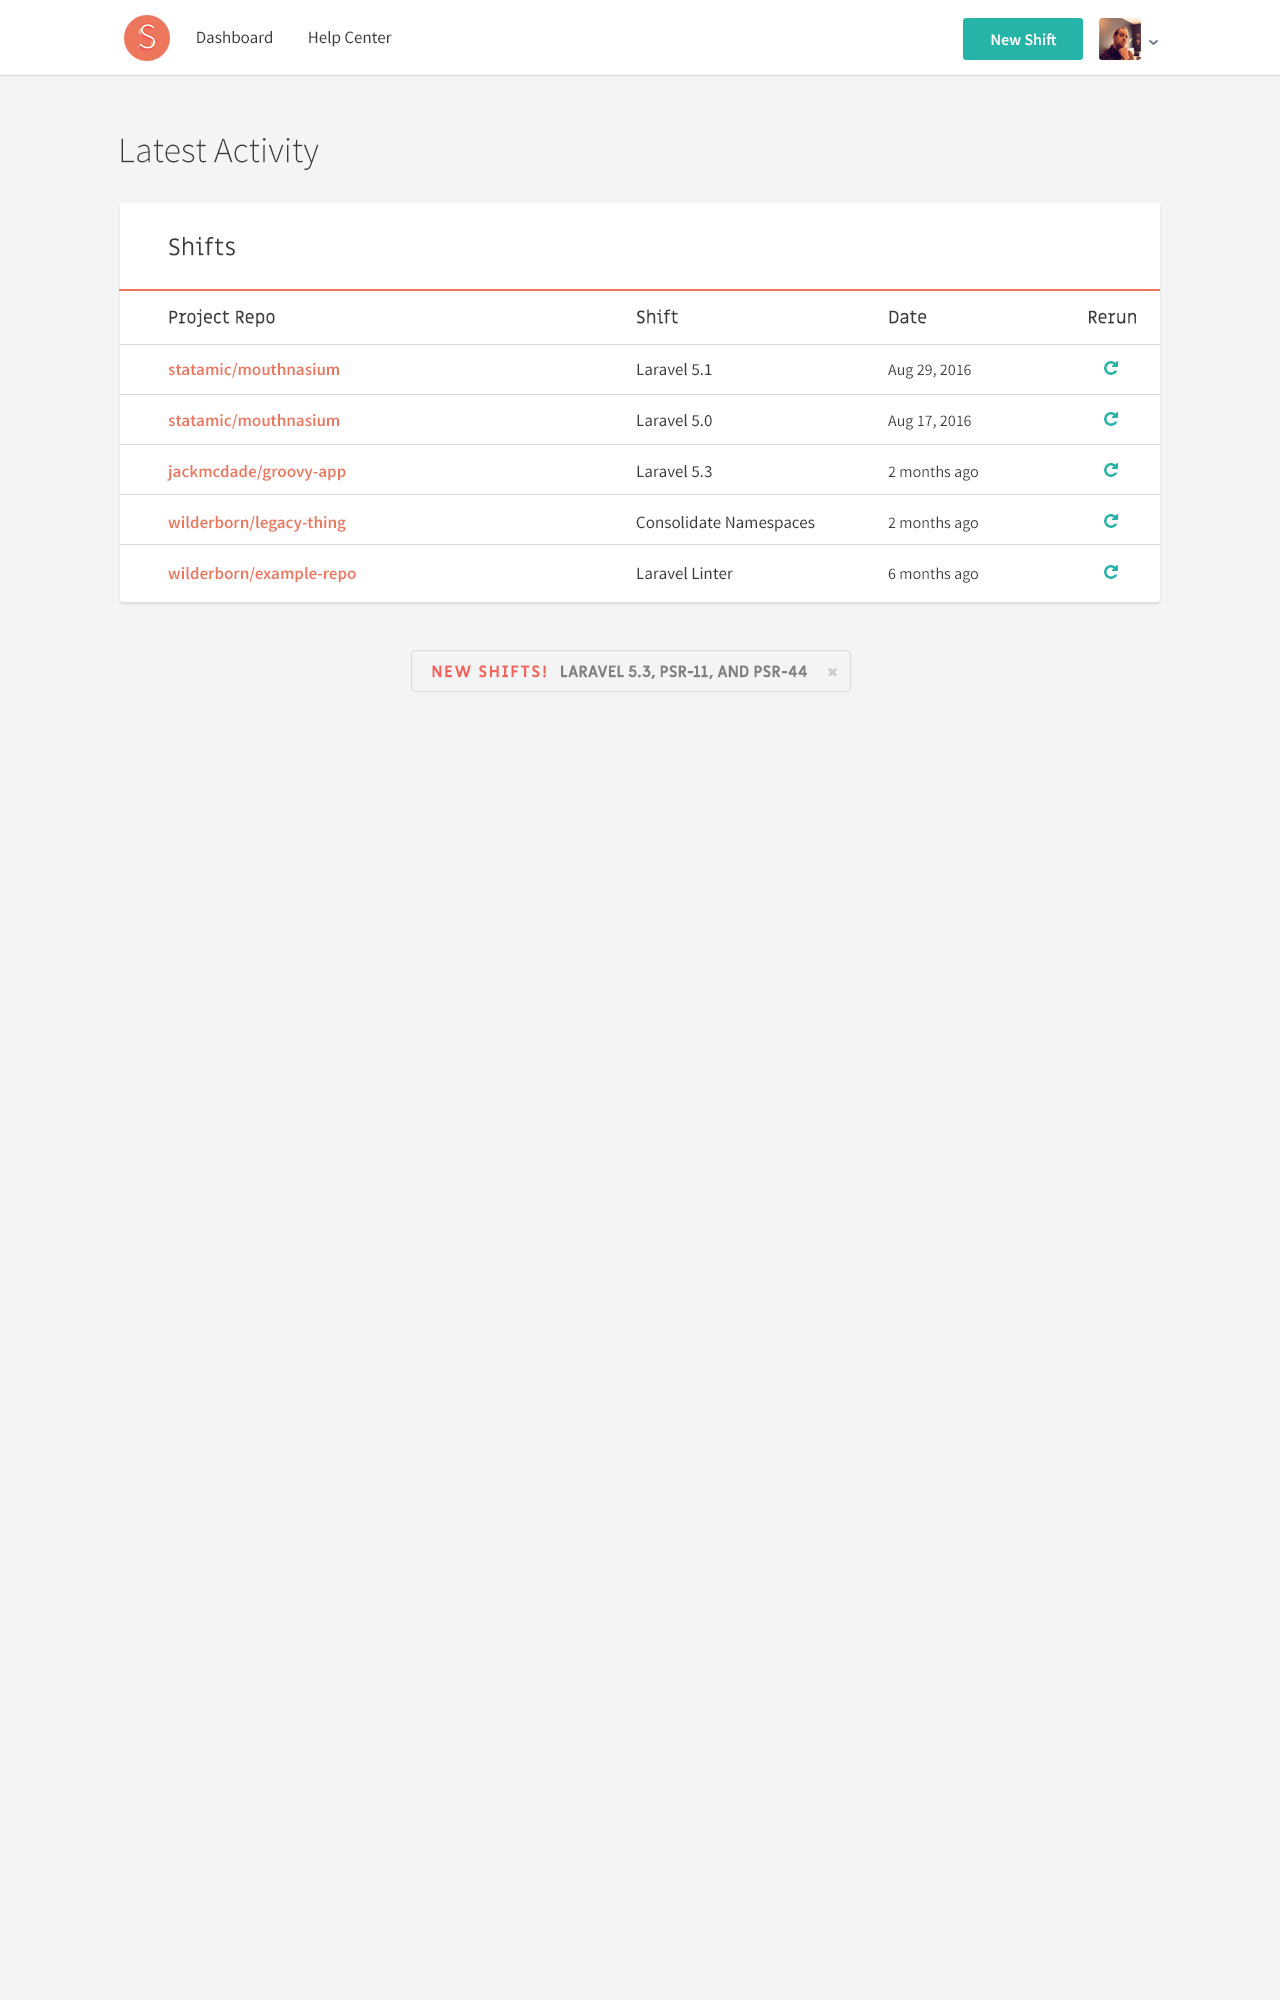 S Dashboard Help Center New Shift
Latest Activity
Shifts
Project Repo Shift Date Rerun
statamic/mouthnasium Laravel 5.1 Aug 29, 2016
statamic/mouthnasium Laravel 5.0 Aug 17, 2016
jackmcdade/groovy-app Laravel 5.3 2 months ago
wilderborn/legacy-thing Consolidate Namespaces 2 months ago
wilderborn/example-repo Laravel Linter 6 months ago
NEW SHIFTS! LARAVEL 5.3, PSR-11, AND PSR-44